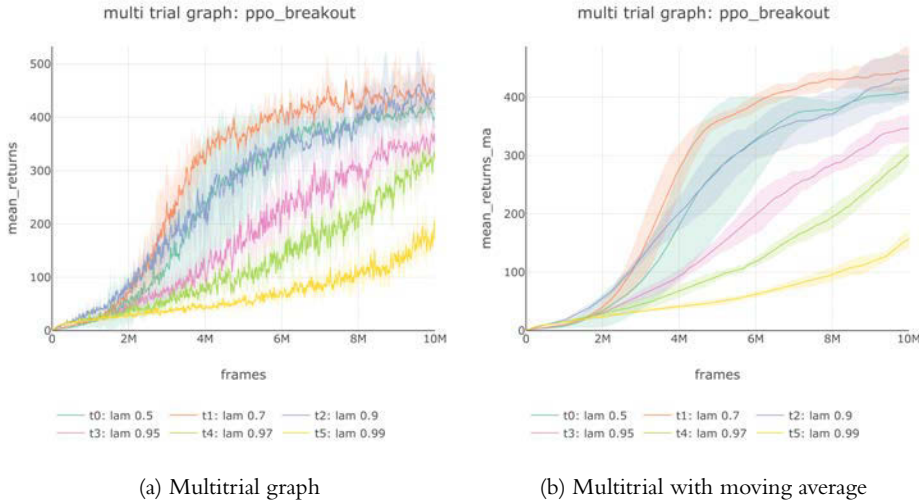 multi trial graph: ppo_breakout
mean_returns
500
400
300
200
100
0
0
2M
4M
6M
8M
10M
frames
t0: lam 0.5 t1: lam 0.7 t2: lam 0.9
t3: lam 0.95 t4: lam 0.97 t5: lam 0.99
(a) Multitrial graph
multi trial graph: ppo_breakout
mean_returns_ma
400
300
200
100
0
0
2M
4M
6M
8M
10M
frames
t0: lam 0.5 t1: lam 0.7 t2: lam 0.9
t3: lam 0.95 t4: lam 0.97 t5: lam 0.99
(b) Multitrial with moving average